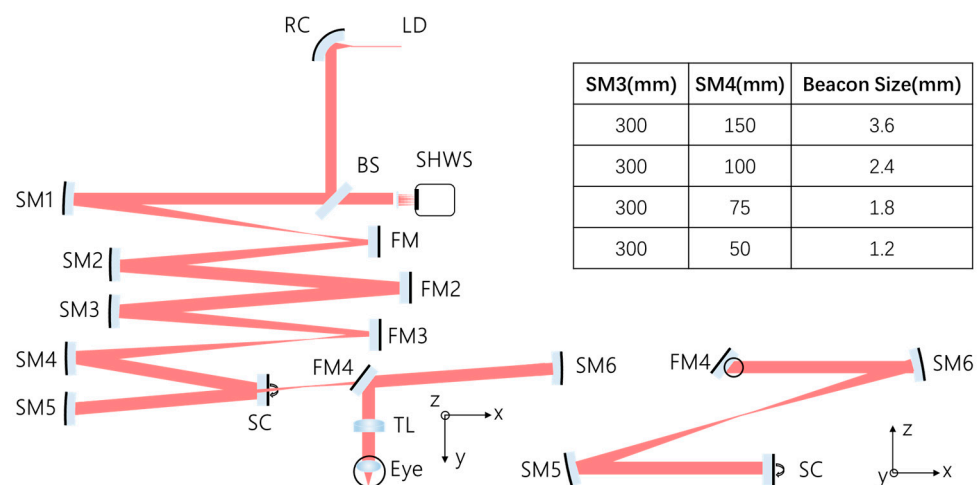 RC
LD
BS
SHWS
SM1
FM
SM2
FM2
SM3
FM3
SM4
FM4
SM6
SM5
SC
z
x
y
TL
Eye
SM3(mm) SM4(mm) Beacon Size(mm)
300 150 3.6
300 100 2.4
300 75 1.8
300 50 1.2
FM4
SM6
SM5
SC
z
y
x